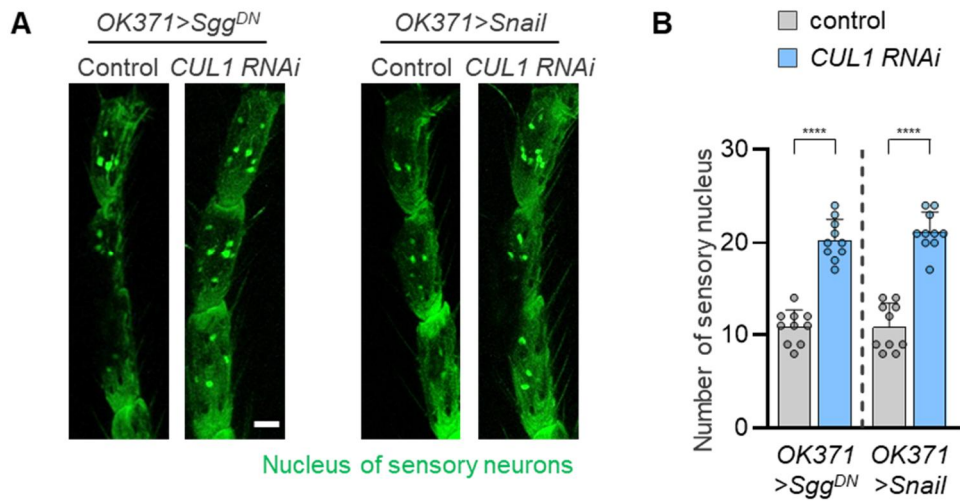 A
OK371>Sgg^DN
OK371>Snail
Control
CUL1 RNAi
Control
CUL1 RNAi
Nucleus of sensory neurons
B
control
CUL1 RNAi
Number of sensory nucleus
30
20
10
0
****
****
OK371
>Sgg^DN
OK371
>Snail